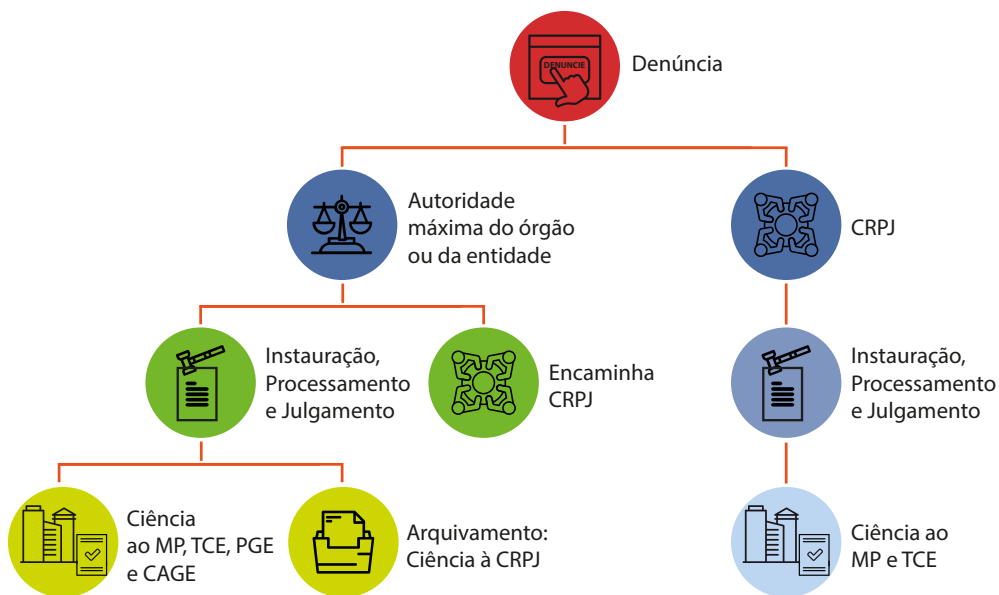 DENUNCIE
Denúncia
Autoridade
máxima do órgão
ou da entidade
CRPJ
Instauração,
Processamento
e Julgamento
Encaminha
CRPJ
Instauração,
Processamento
e Julgamento
Ciência
ao MP, TCE, PGE
e CAGE
Arquivamento:
Ciência à CRPJ
Ciência ao
MP e TCE